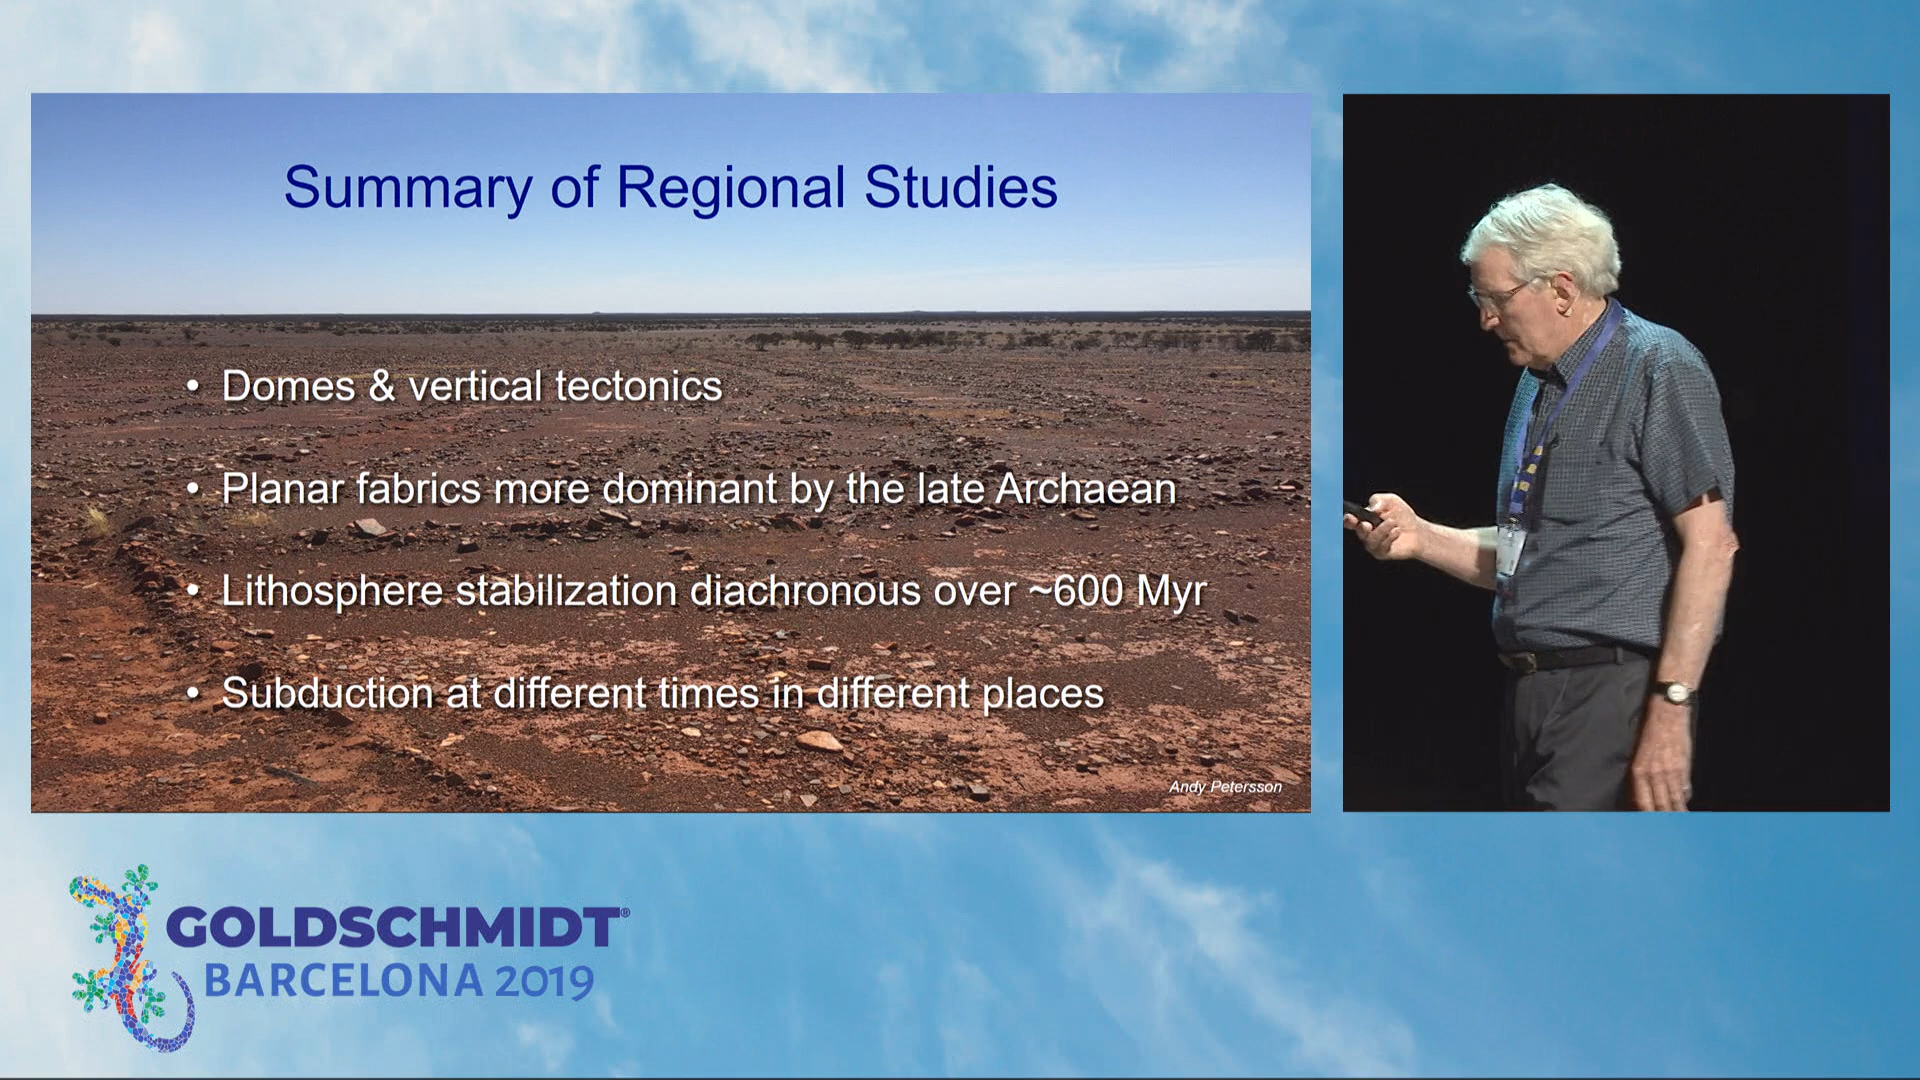 Summary of Regional Studies
• Domes & vertical tectonics
• Planar fabrics more dominant by the late Archaean
• Lithosphere stabilization diachronous over ~600 Myr
• Subduction at different times in different places
Andy Petersson
GOLDSCHMIDT®
BARCELONA 2019